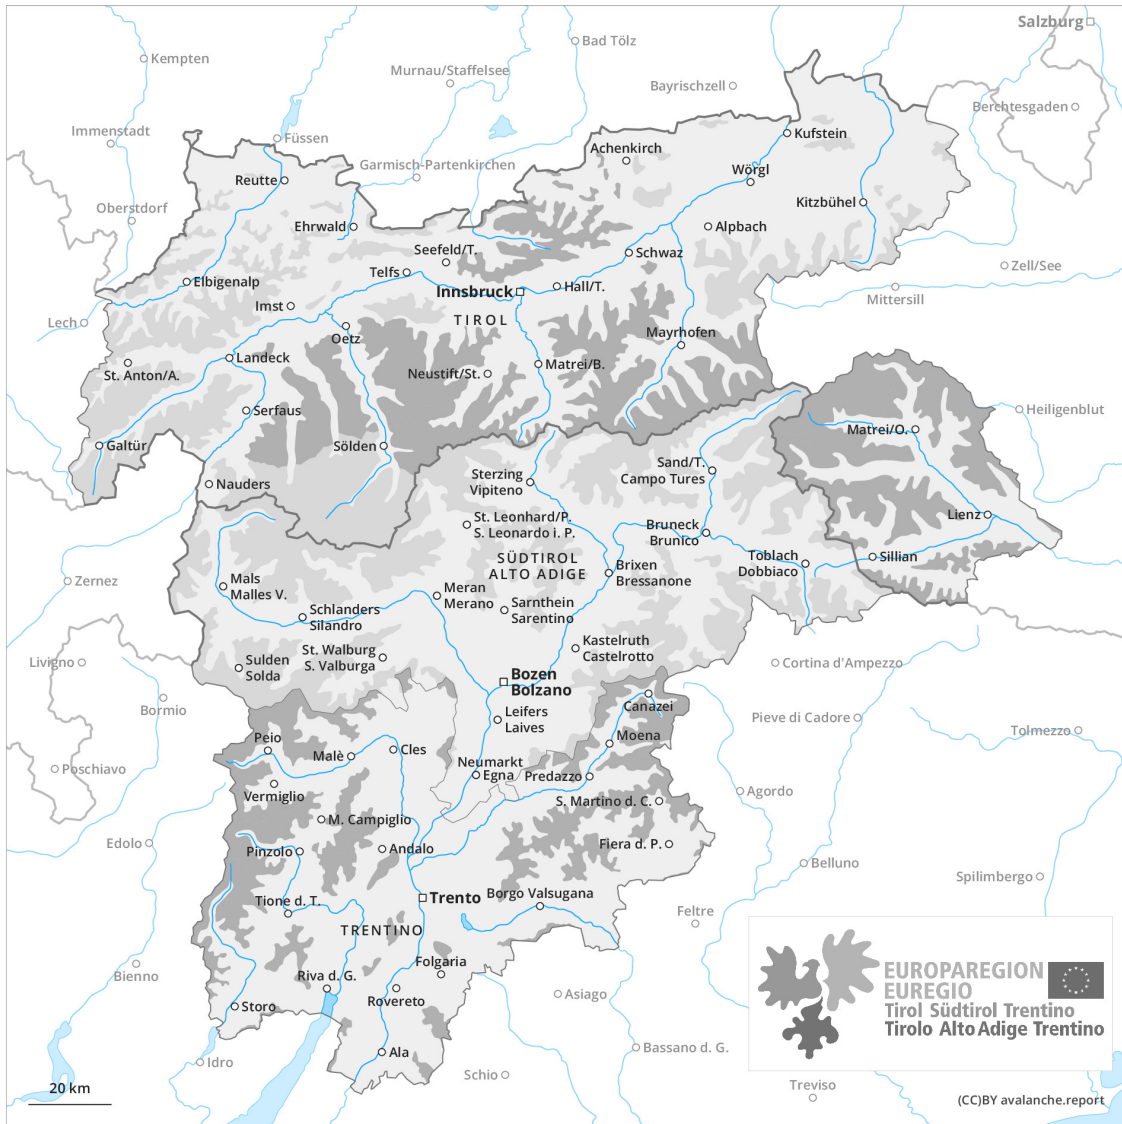 Salzburg
Bad Tölz
Kempten
Murnau/Staffelsee
Bayrischzell
Berchtesgaden
Immenstadt
Füssen
Kufstein
Achenkirch
Garmisch-Partenkirchen
Wörgl
Reutte
Kitzbühel
Oberstdorf
Ehrwald
Alpbach
Seefeld/T.
Schwaz
Telfs
Zell/See
Elbigenalp
Hall/T.
Innsbruck
Mittersill
Imst
TIROL
Lech
Oetz
Mayrhofen
Landeck
Matrei/B.
St. Anton/A.
Neustift/St.
Serfaus
Heiligenblut
Matrei/O.
Galtür
Sölden
Sand/T.
Campo Tures
Sterzing
Vipiteno
Nauders
St. Leonhard/P.
S. Leonardo i. P.
Lienz
Bruneck
Brunico
SÜDTIROL
ALTO ADIGE
Toblach
Dobbiaco
Sillian
Brixen
Bressanone
Zernez
Mals
Malles V.
Meran
Merano
Sarnthein
Sarentino
Schlanders
Silandro
Kastelruth
Castelrotto
St. Walburg
S. Valburga
Livigno
Sulden
Solda
Cortina d'Ampezzo
Bozen
Bolzano
Bormio
Canazei
Leifers
Laives
Pieve di Cadore
Tolmezzo
Moena
Peio
Malè
Cles
Neumarkt
Egna
Predazzo
Poschiavo
Vermiglio
Agordo
S. Martino d. C.
M. Campiglio
Edolo
Pinzolo
Andalo
Fiera d. P.
Belluno
Spilimbergo
Borgo Valsugana
Trento
Tione d. T.
Feltre
TRENTINO
Folgaria
Bienno
Riva d. G.
Rovereto
Asiago
Storo
EUROPAREGION
EUREGIO
Tirol Südtirol Trentino
Tirolo Alto Adige Trentino
Idro
Ala
Bassano d. G.
Schio
Treviso
20 km
(CC)BY avalanche.report